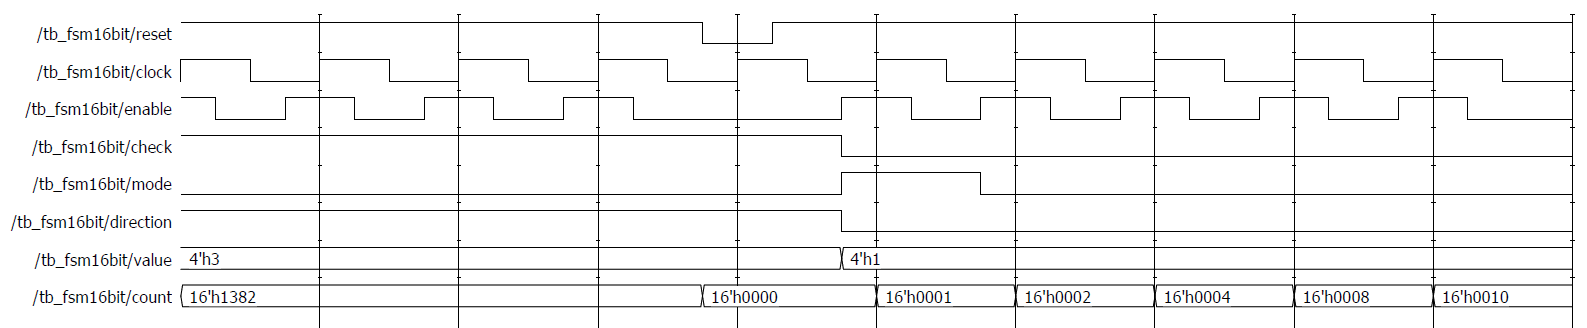 /tb_fsm16bit/reset
/tb_fsm16bit/clock
/tb_fsm16bit/enable
/tb_fsm16bit/check
/tb_fsm16bit/mode
/tb_fsm16bit/direction
/tb_fsm16bit/value 4'h3 4'h1
/tb_fsm16bit/count 16'h1382 16'h0000 16'h0001 16'h0002 16'h0004 16'h0008 16'h0010